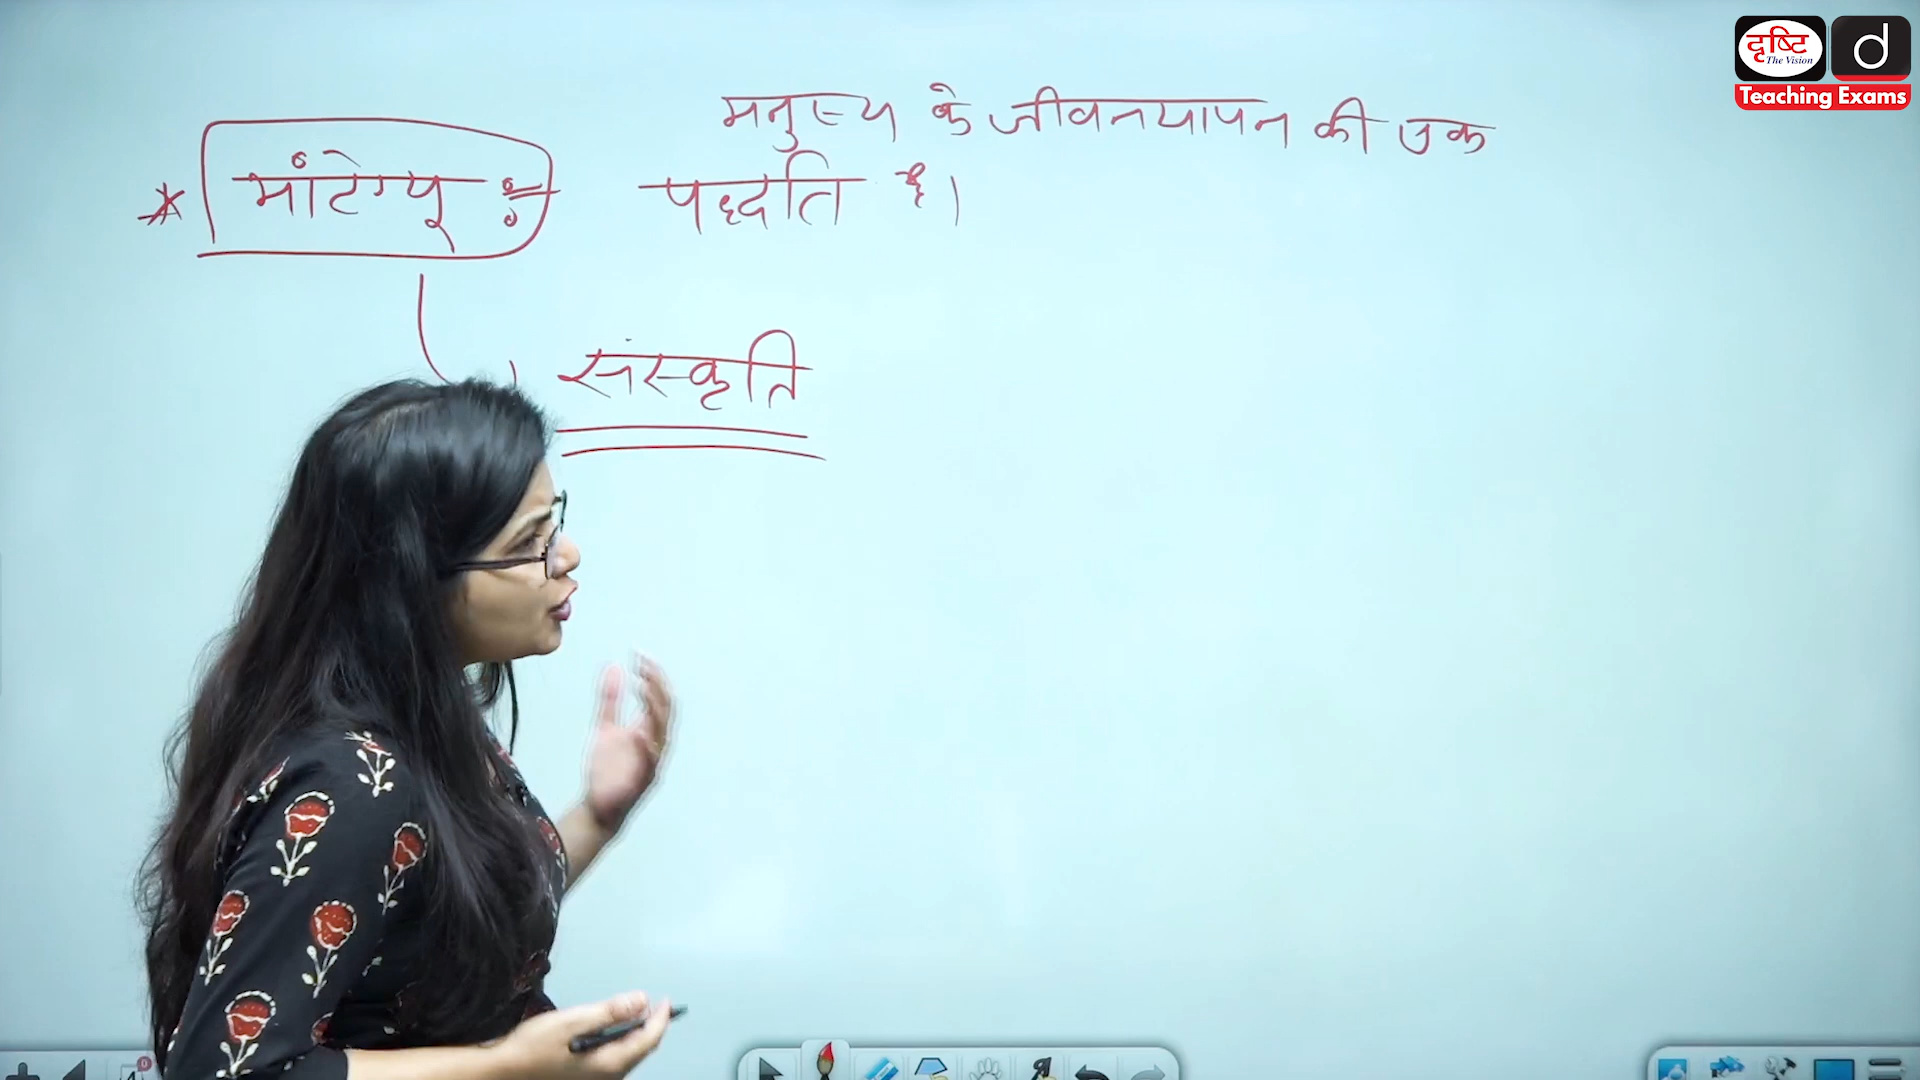 दृष्टि
The Vision
d
Teaching Exams
मनुष्य के जीवनयापन की एक
मांटेग्यू : पद्धति है।
संस्कृति